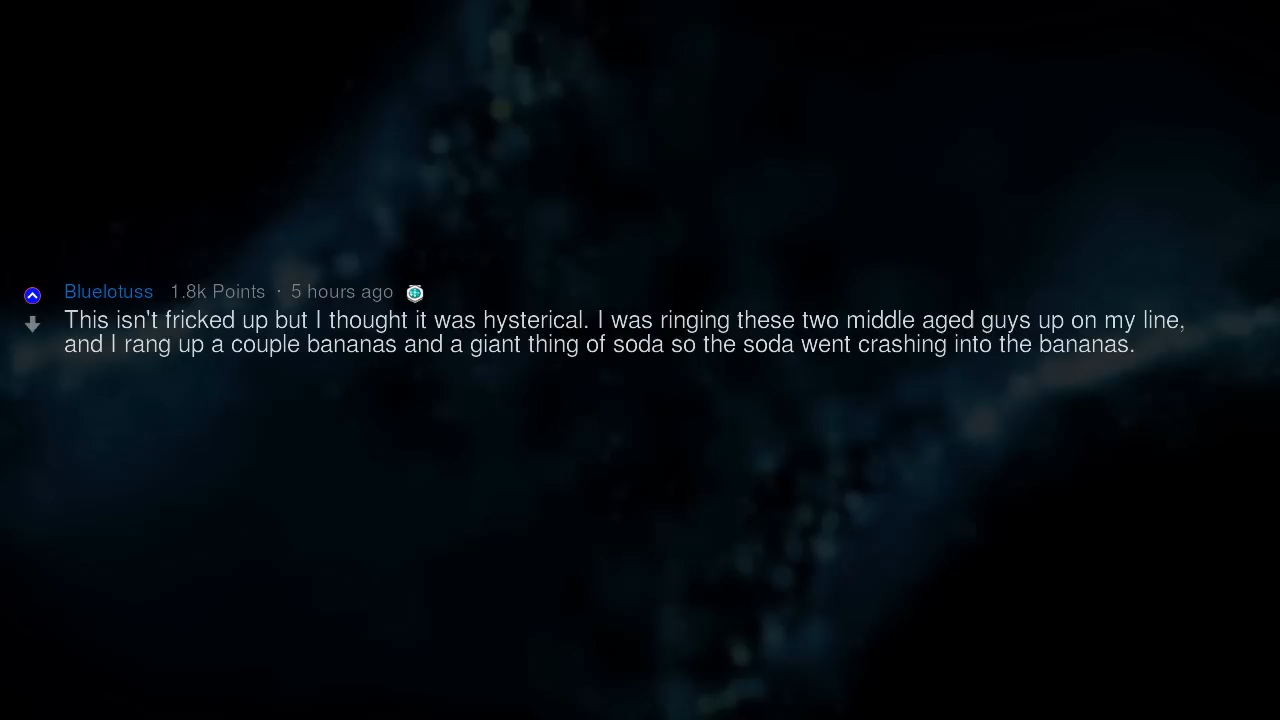 Bluelotuss 1.8k Points · 5 hours ago
This isn't fricked up but I thought it was hysterical. I was ringing these two middle aged guys up on my line,
and I rang up a couple bananas and a giant thing of soda so the soda went crashing into the bananas.